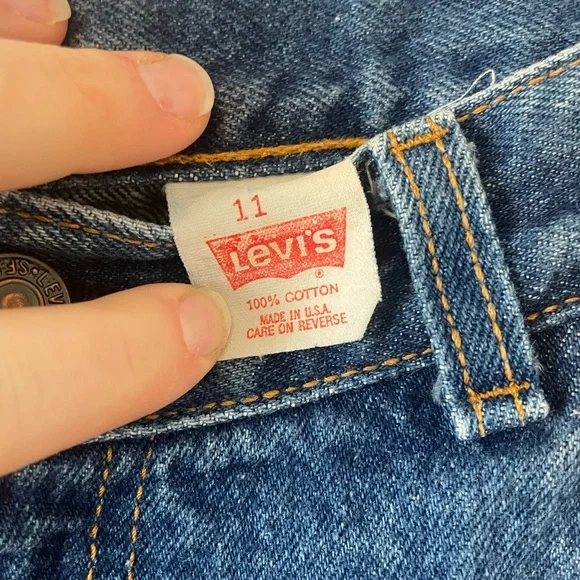 11
Levi's
®
100% COTTON
MADE IN U.S.A.
CARE ON REVERSE